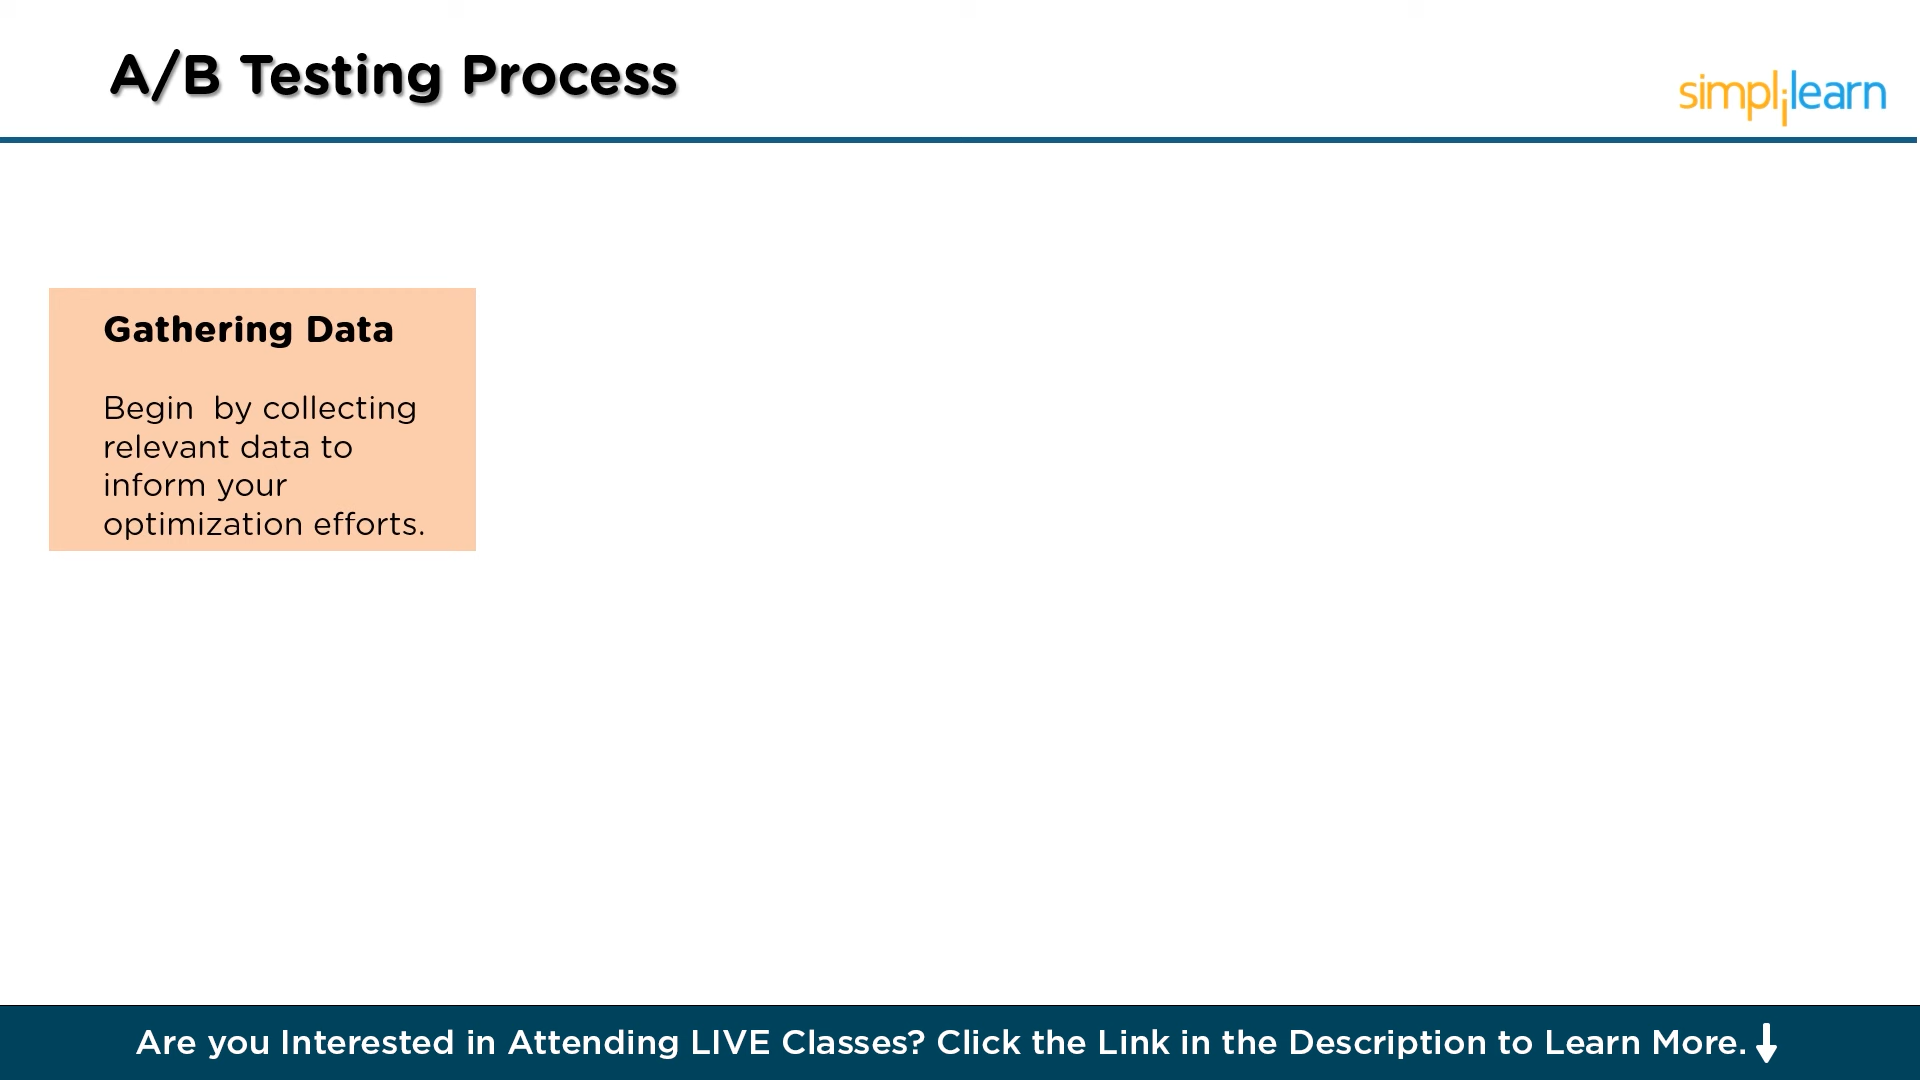 A/B Testing Process
simplilearn
Gathering Data
Begin  by collecting
relevant data to
inform your
optimization efforts.
Are you Interested in Attending LIVE Classes? Click the Link in the Description to Learn More.